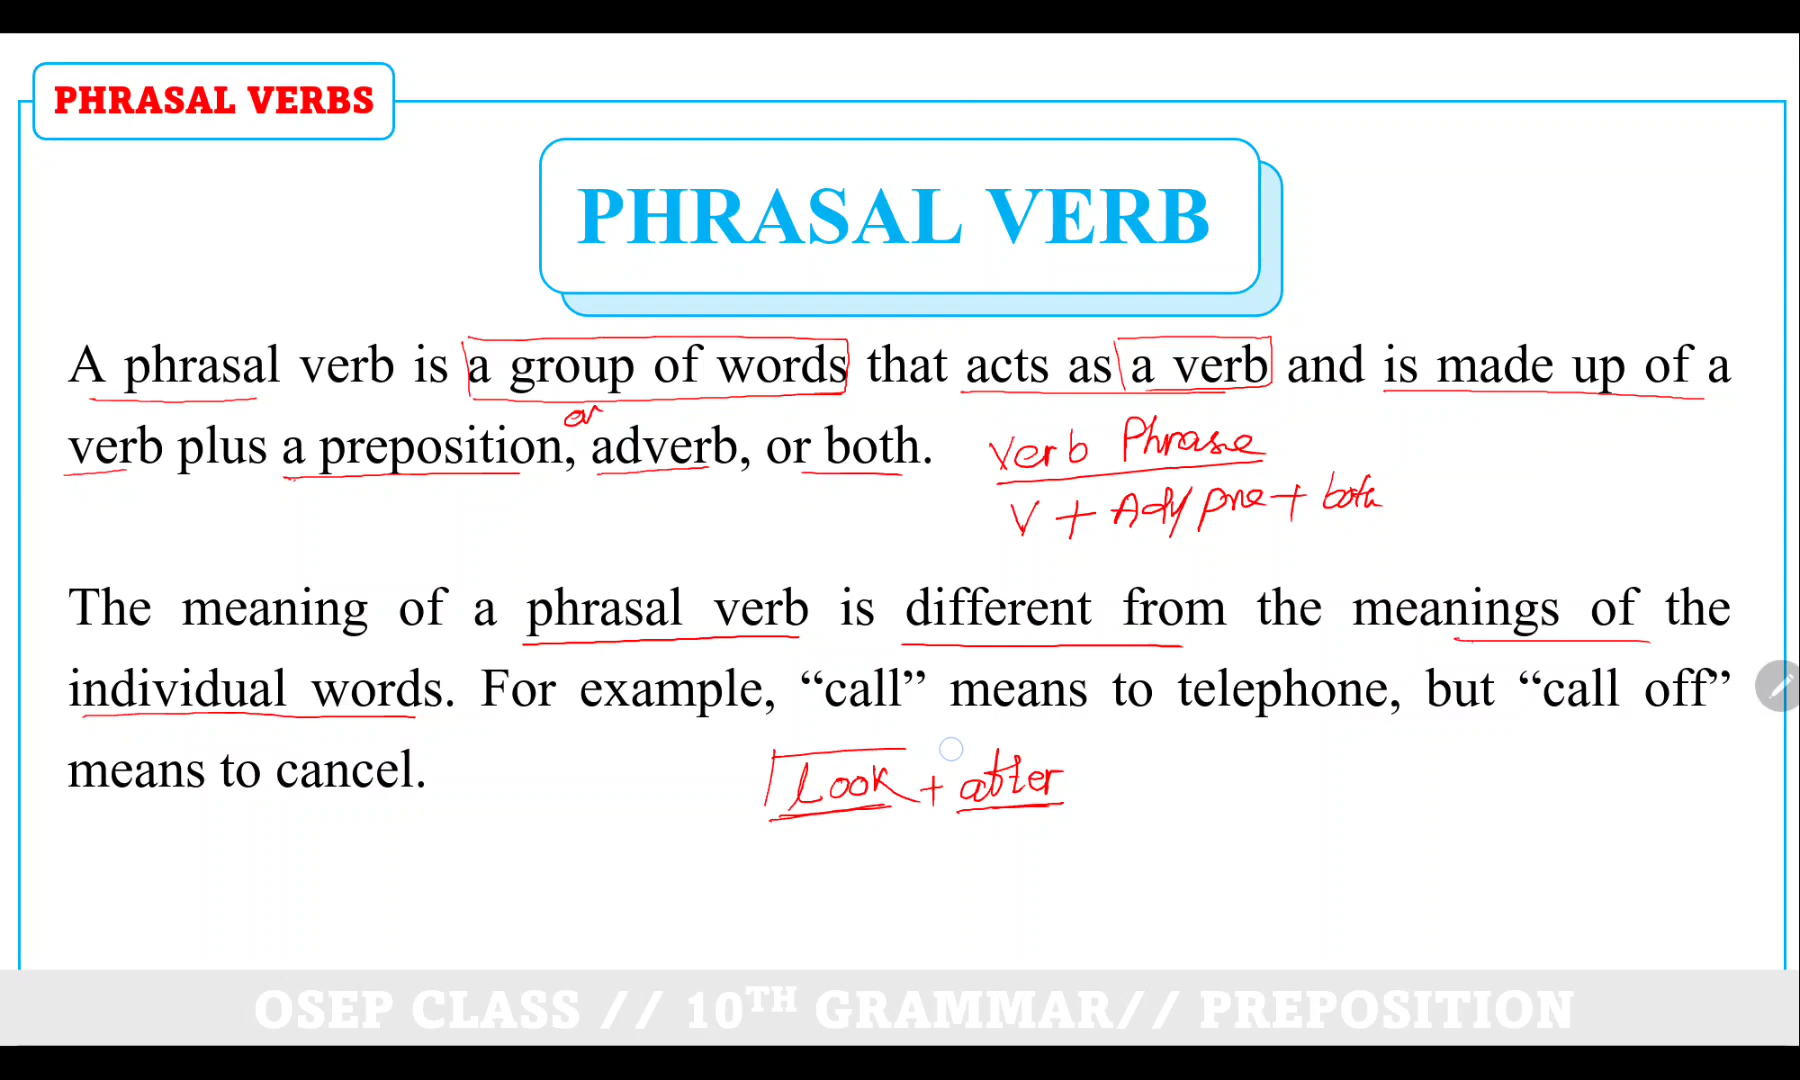 PHRASAL VERBS
PHRASAL VERB
A phrasal verb is a group of words that acts as a verb and is made up of a
or
verb plus a preposition, adverb, or both.
Verb Phrase
V + Adv/pre + both
The meaning of a phrasal verb is different from the meanings of the
individual words. For example, “call” means to telephone, but “call off”
means to cancel.
Look + after
OSEP CLASS // 10TH GRAMMAR// PREPOSITION